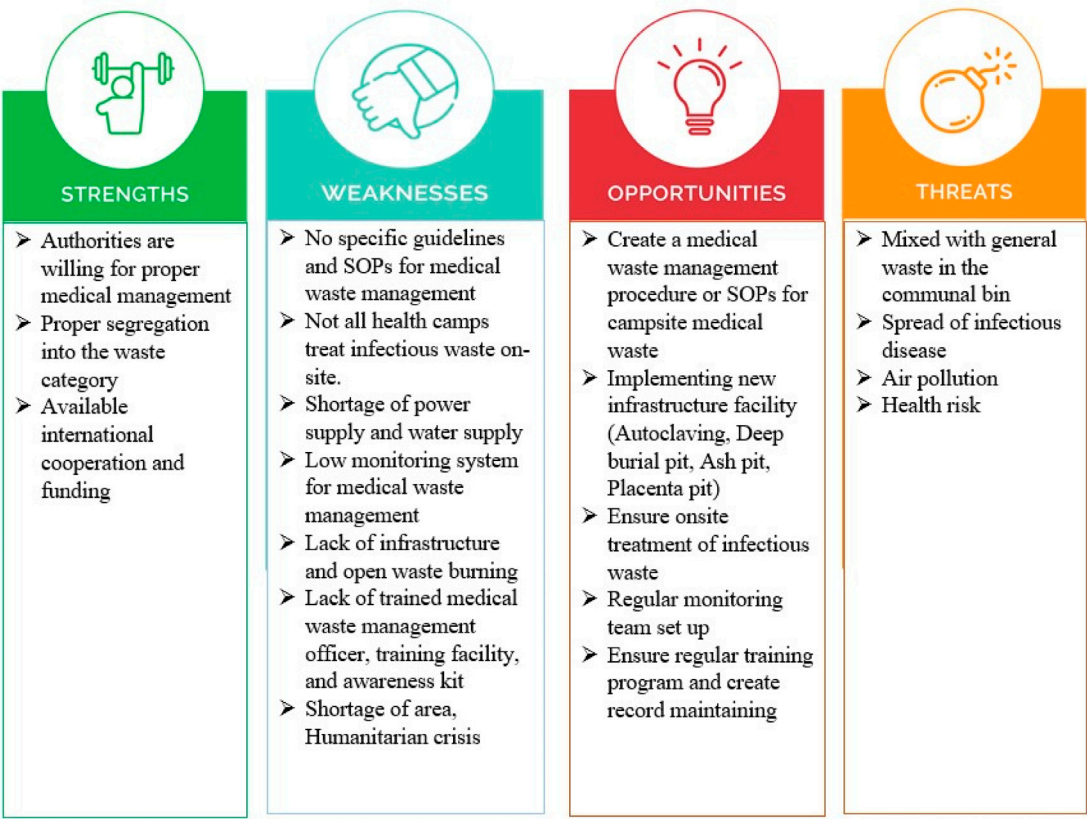 STRENGTHS
➢ Authorities are
willing for proper
medical management
➢ Proper segregation
into the waste
category
➢ Available
international
cooperation and
funding
WEAKNESSES
➢ No specific guidelines
and SOPs for medical
waste management
➢ Not all health camps
treat infectious waste on-
site.
➢ Shortage of power
supply and water supply
➢ Low monitoring system
for medical waste
management
➢ Lack of infrastructure
and open waste burning
➢ Lack of trained medical
waste management
officer, training facility,
and awareness kit
➢ Shortage of area,
Humanitarian crisis
OPPORTUNITIES
➢ Create a medical
waste management
procedure or SOPs for
campsite medical
waste
➢ Implementing new
infrastructure facility
(Autoclaving, Deep
burial pit, Ash pit,
Placenta pit)
➢ Ensure onsite
treatment of infectious
waste
➢ Regular monitoring
team set up
➢ Ensure regular training
program and create
record maintaining
THREATS
➢ Mixed with general
waste in the
communal bin
➢ Spread of infectious
disease
➢ Air pollution
➢ Health risk